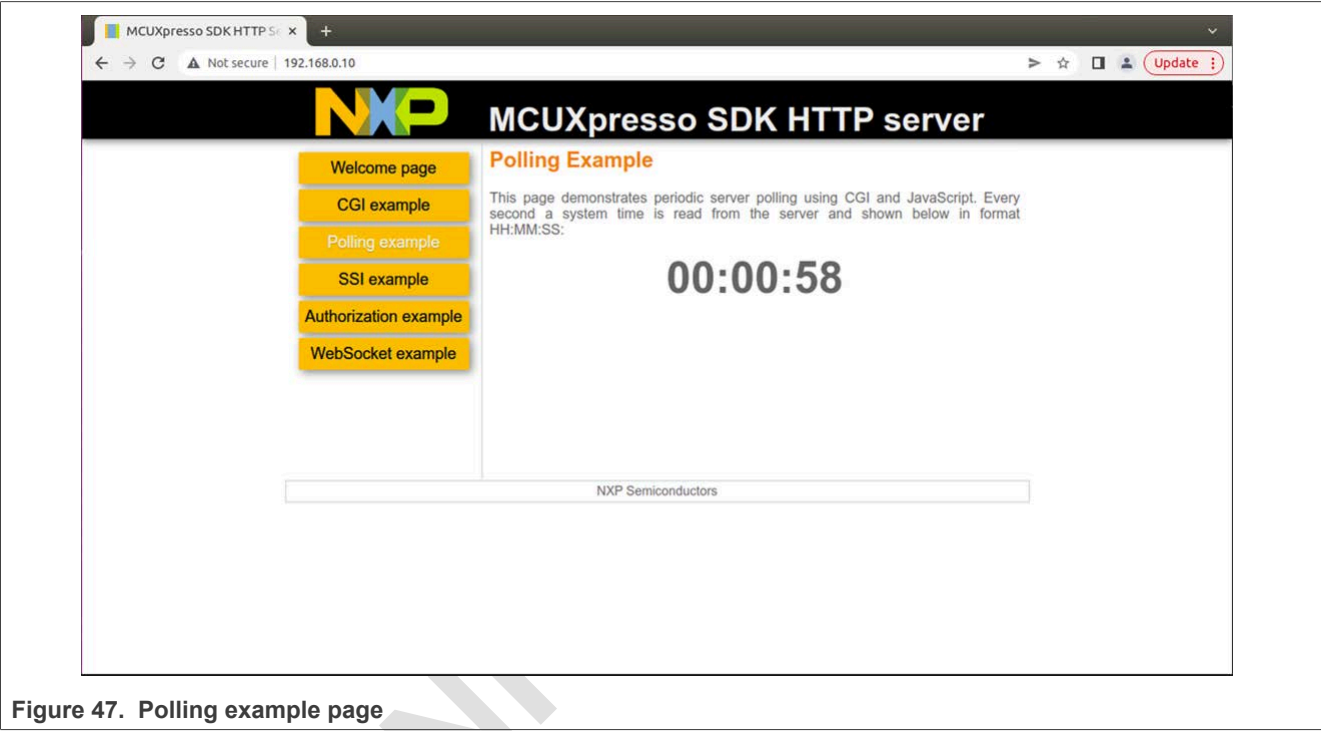 MCUXpresso SDK HTTP Se
Not secure | 192.168.0.10
Update
NXP
MCUXpresso SDK HTTP server
Welcome page
CGI example
Polling example
SSI example
Authorization example
WebSocket example
Polling Example
This page demonstrates periodic server polling using CGI and JavaScript. Every
second a system time is read from the server and shown below in format
HH:MM:SS:
00:00:58
NXP Semiconductors
Figure 47. Polling example page